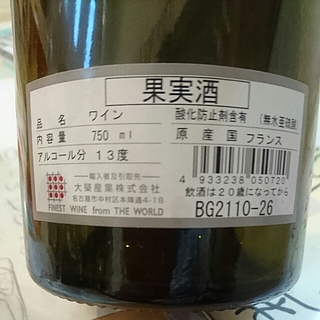 果実酒
品名 ワイン 酸化防止剤含有 (無水亜硫酸)
内容量 750 ml 原産国 フランス
アルコール分 13度
4 933238 050720
輸入者及引取先
大榮産業株式会社
名古屋市中村区本陣通4-18
飲酒は20歳になってから
FINEST WINE from THE WORLD
BG2110-26